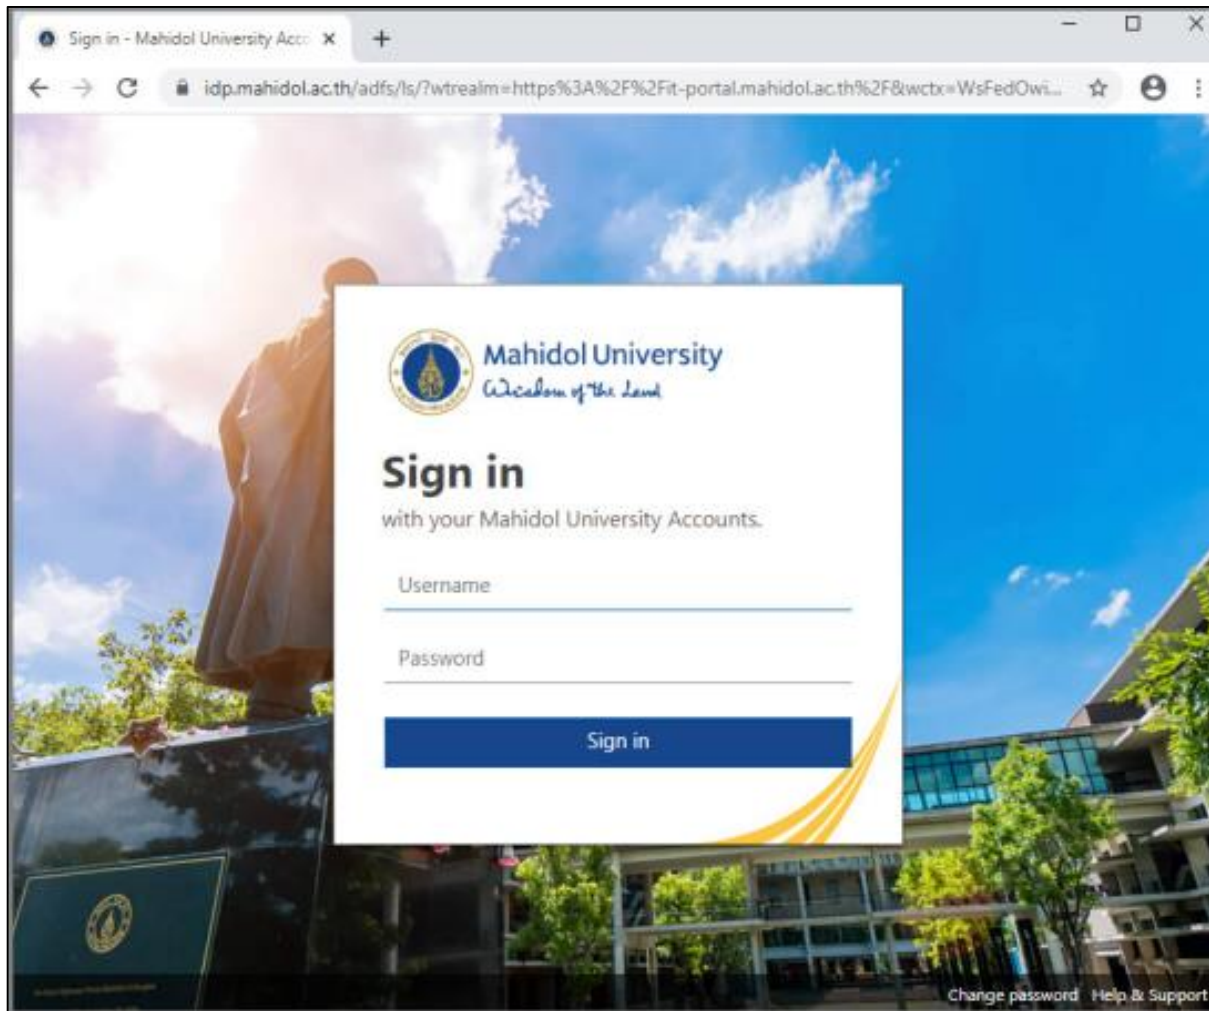 Sign in - Mahidol University Acco
idp.mahidol.ac.th/adfs/ls/?wtrealm=https%3A%2F%2Fit-portal.mahidol.ac.th%2F&wctx=WsFedOwi...
Mahidol University
Wisdom of the Land
Sign in
with your Mahidol University Accounts.
Username
Password
Sign in
Change password Help & Support